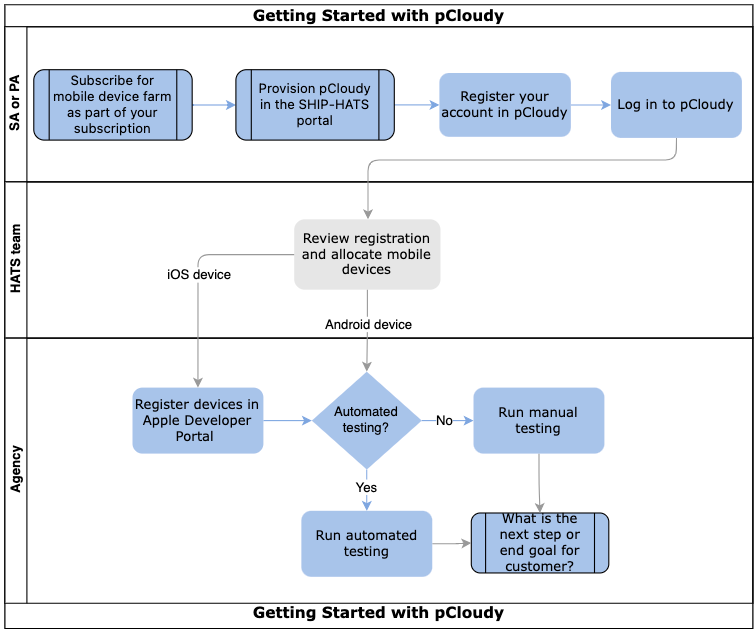 Getting Started with pCloudy
SA or PA
Subscribe for
mobile device farm
as part of your
subscription
Provision pCloudy
in the SHIP-HATS
portal
Register your
account in pCloudy
Log in to pCloudy
HATS team
Review registration
and allocate mobile
devices
iOS device
Android device
Agency
Register devices in
Apple Developer
Portal
Automated
testing?
No
Run manual
testing
Yes
Run automated
testing
What is the
next step or
end goal for
customer?
Getting Started with pCloudy